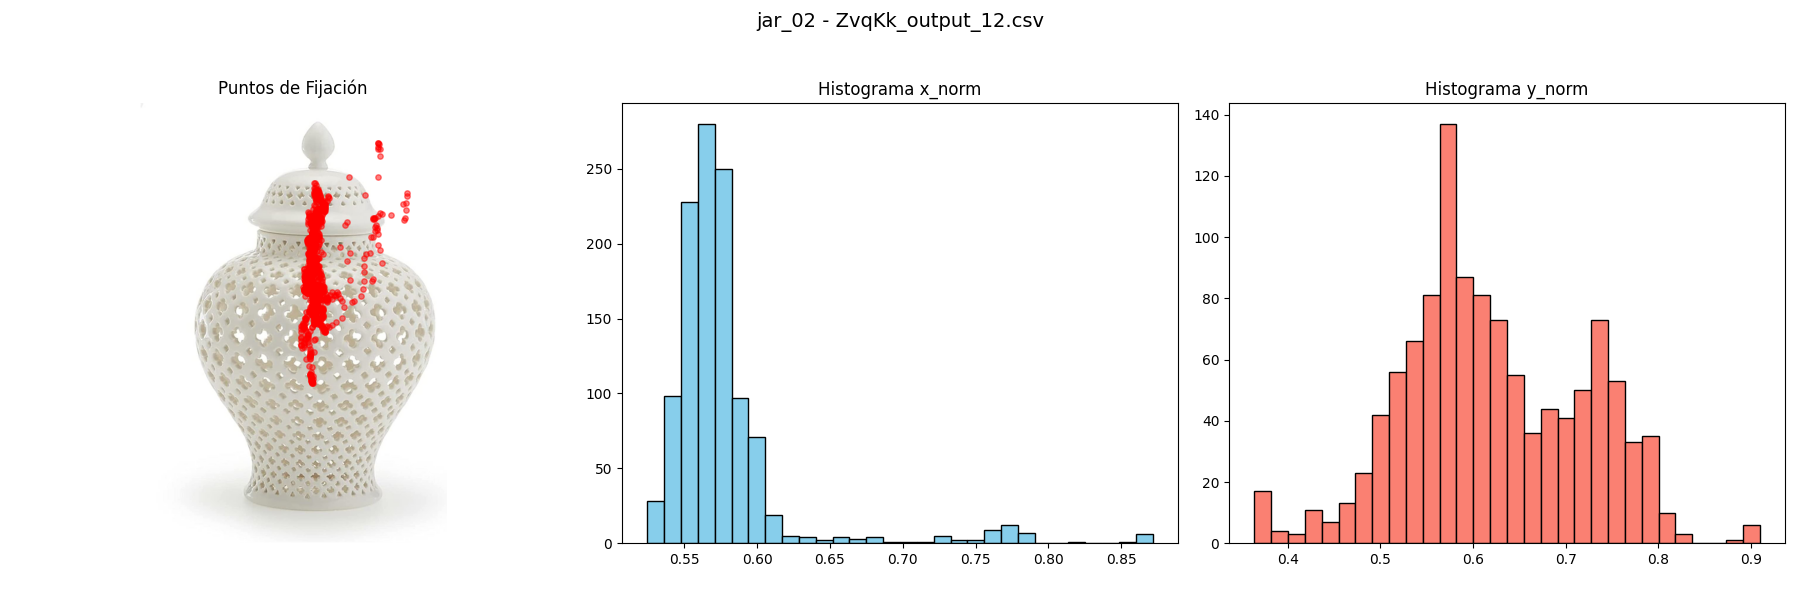 jar_02 - ZvqKk_output_12.csv
Puntos de Fijación
Histograma x_norm
0
50
100
150
200
250
0.55 0.60 0.65 0.70 0.75 0.80 0.85
Histograma y_norm
0
20
40
60
80
100
120
140
0.4 0.5 0.6 0.7 0.8 0.9